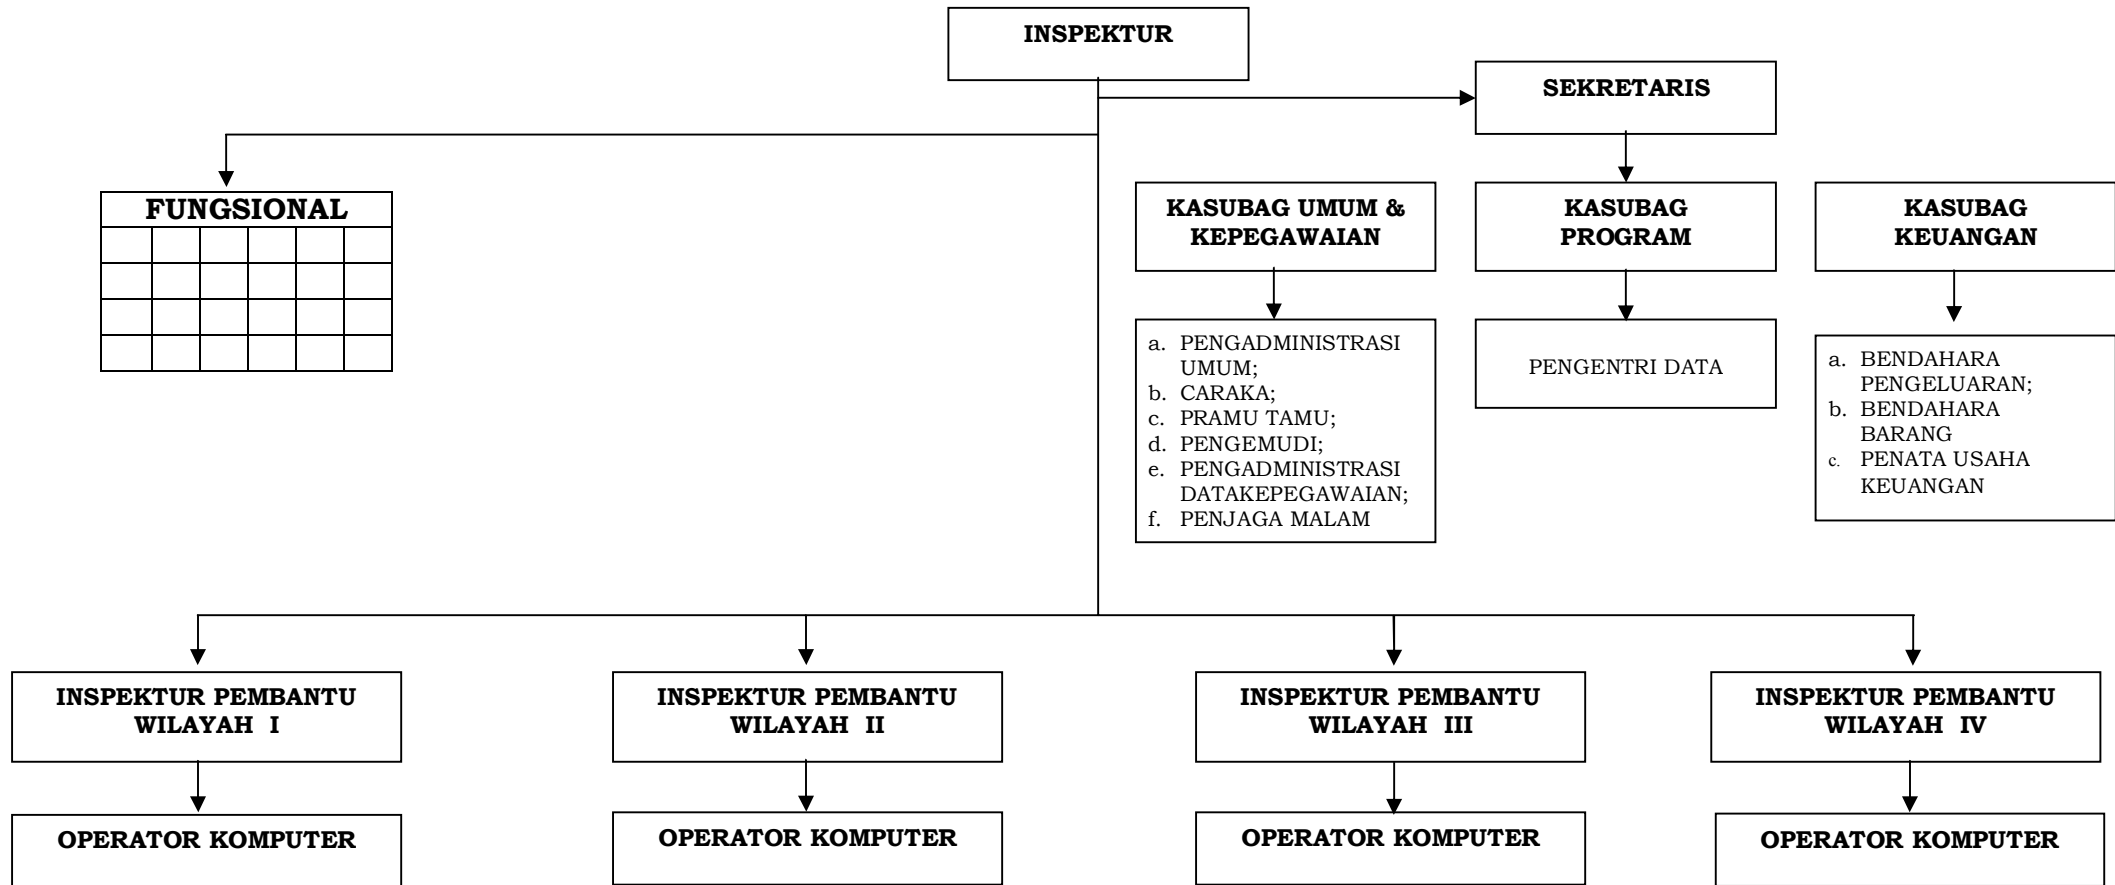 INSPEKTUR
SEKRETARIS
FUNGSIONAL
KASUBAG UMUM &
KEPEGAWAIAN
KASUBAG
PROGRAM
KASUBAG
KEUANGAN
a. PENGADMINISTRASI
UMUM;
b. CARAKA;
c. PRAMU TAMU;
d. PENGEMUDI;
e. PENGADMINISTRASI
DATAKEPEGAWAIAN;
f. PENJAGA MALAM
PENGENTRI DATA
a. BENDAHARA
PENGELUARAN;
b. BENDAHARA
BARANG
c. PENATA USAHA
KEUANGAN
INSPEKTUR PEMBANTU
WILAYAH I
INSPEKTUR PEMBANTU
WILAYAH II
INSPEKTUR PEMBANTU
WILAYAH III
INSPEKTUR PEMBANTU
WILAYAH IV
OPERATOR KOMPUTER
OPERATOR KOMPUTER
OPERATOR KOMPUTER
OPERATOR KOMPUTER